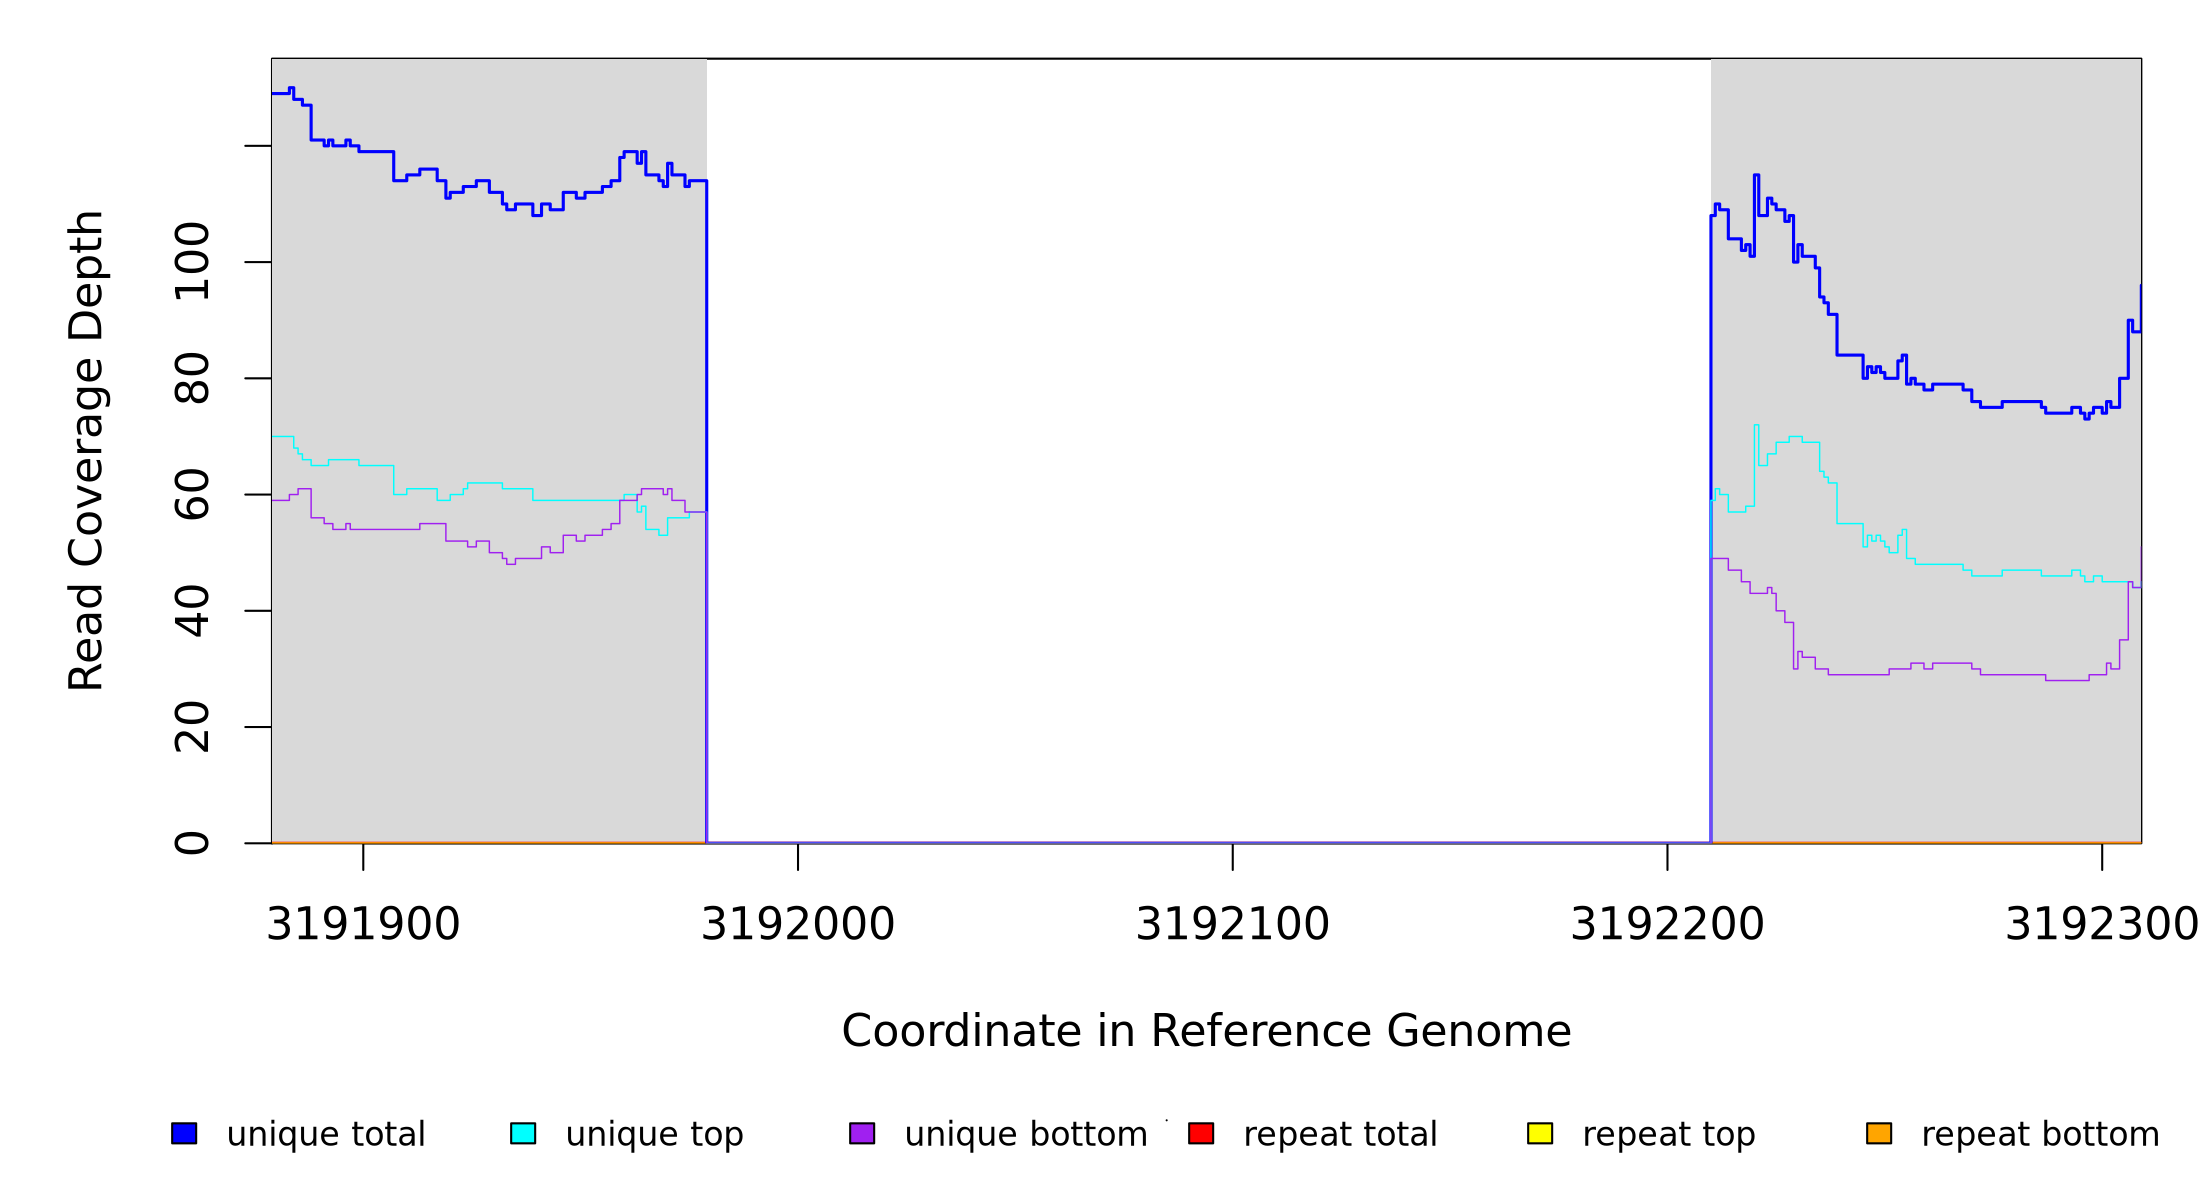 Read Coverage Depth
100
80
60
40
20
0
3191900 3192000 3192100 3192200 3192300
Coordinate in Reference Genome
unique total unique top unique bottom repeat total repeat top repeat bottom